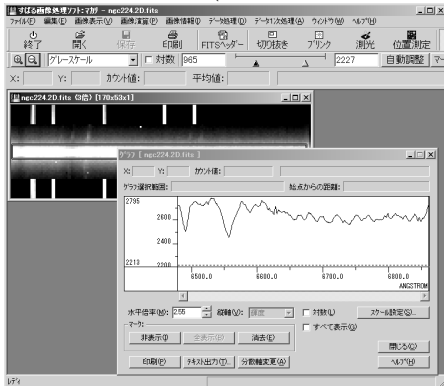 すばる画像処理ソフト:マカリ - ngc224.2D.fits
ファイル(F) 編集(E) 画像表示(V) 画像演算(P) 画像情報(I) データ処理(D) データ1次処理(A) ウィンドウ(W) ヘルプ(H)
終了 開く 保存 印刷 FITSヘッダー 切り抜き ブリンク 測光 位置測定
グレースケール 対数 965 2227 自動調整 マー
X: Y: カウント値: 平均値:
ngc224.2D.fits (3倍) [170x53x1]
グラフ [ ngc224.2D.fits ]
X: Y: カウント値:
グラフ選択範囲: 始点からの距離:
2795
2600
2400
2213 2200
6500.0 6600.0 6700.0 6800.0
ANGSTROM
水平倍率(M): 2.55 縦軸(V): 輝度 対数(L) スケール設定(S)...
マーク: すべて表示(G)
非表示(I) 全表示(R) 消去(E) 閉じる(C)
印刷(P) テキスト出力(T)... 分散軸変更(A) ヘルプ(H)
レディ